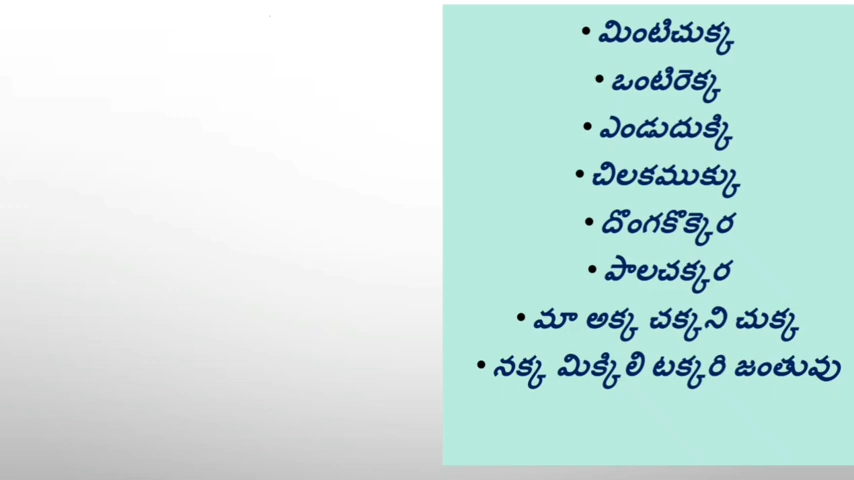 • మింటిచుక్క
• ఒంటిరెక్క
• ఎండుదుక్కి
• చిలకముక్కు
• దొంగకొక్కెర
• పాలచక్కర
• మా అక్క చక్కని చుక్క
• నక్క మిక్కిలి టక్కరి జంతువు